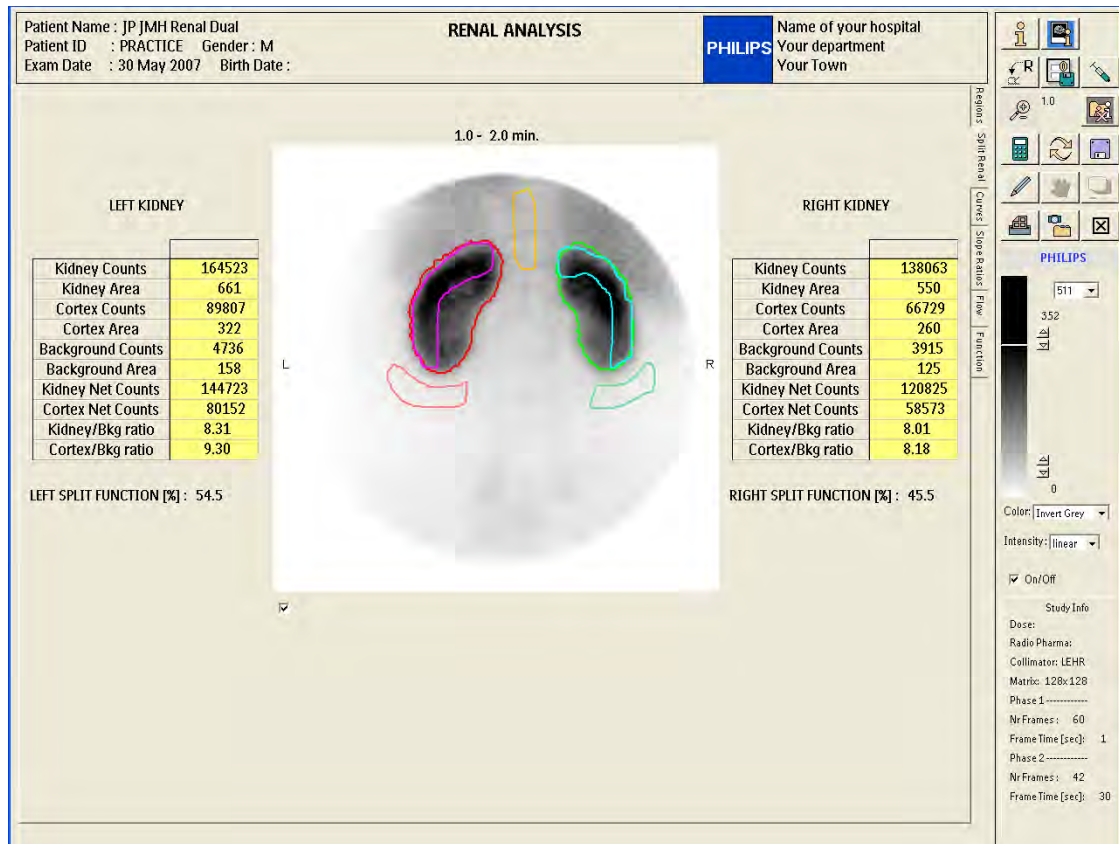 Patient Name : JP JMH Renal Dual
Patient ID : PRACTICE Gender : M
Exam Date : 30 May 2007 Birth Date :
RENAL ANALYSIS
PHILIPS
Name of your hospital
Your department
Your Town
1.0 - 2.0 min.
LEFT KIDNEY
Kidney Counts 164523
Kidney Area 661
Cortex Counts 89807
Cortex Area 322
Background Counts 4736
Background Area 158
Kidney Net Counts 144723
Cortex Net Counts 80152
Kidney/Bkg ratio 8.31
Cortex/Bkg ratio 9.30
LEFT SPLIT FUNCTION [%] : 54.5
L
R
RIGHT KIDNEY
Kidney Counts 138063
Kidney Area 550
Cortex Counts 66729
Cortex Area 260
Background Counts 3915
Background Area 125
Kidney Net Counts 120825
Cortex Net Counts 58573
Kidney/Bkg ratio 8.01
Cortex/Bkg ratio 8.18
RIGHT SPLIT FUNCTION [%] : 45.5
Regions
Split Renal
Curves
Slope Ratios
Flow
Function
R
1.0
PHILIPS
511
352
0
Color: Invert Grey
Intensity: linear
On/Off
Study Info
Dose:
Radio Pharma:
Collimator: LEHR
Matrix: 128x128
Phase 1------------
Nr Frames : 60
Frame Time [sec]: 1
Phase 2------------
Nr Frames : 42
Frame Time [sec]: 30